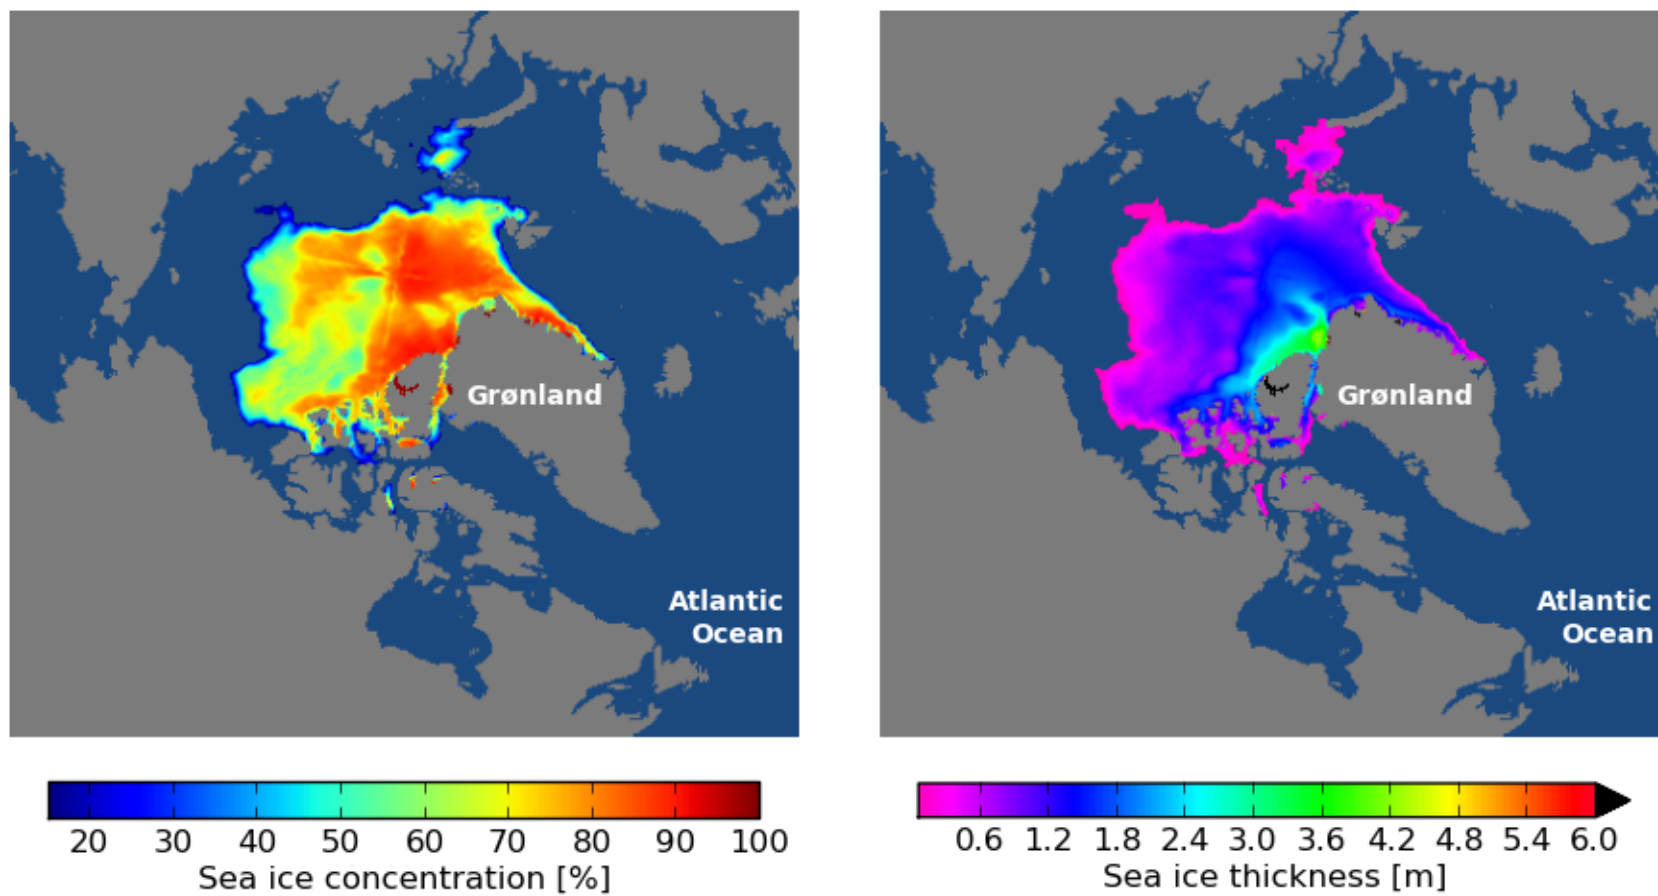 Grønland
Atlantic
Ocean
20 30 40 50 60 70 80 90 100
Sea ice concentration [%]
Grønland
Atlantic
Ocean
0.6 1.2 1.8 2.4 3.0 3.6 4.2 4.8 5.4 6.0
Sea ice thickness [m]